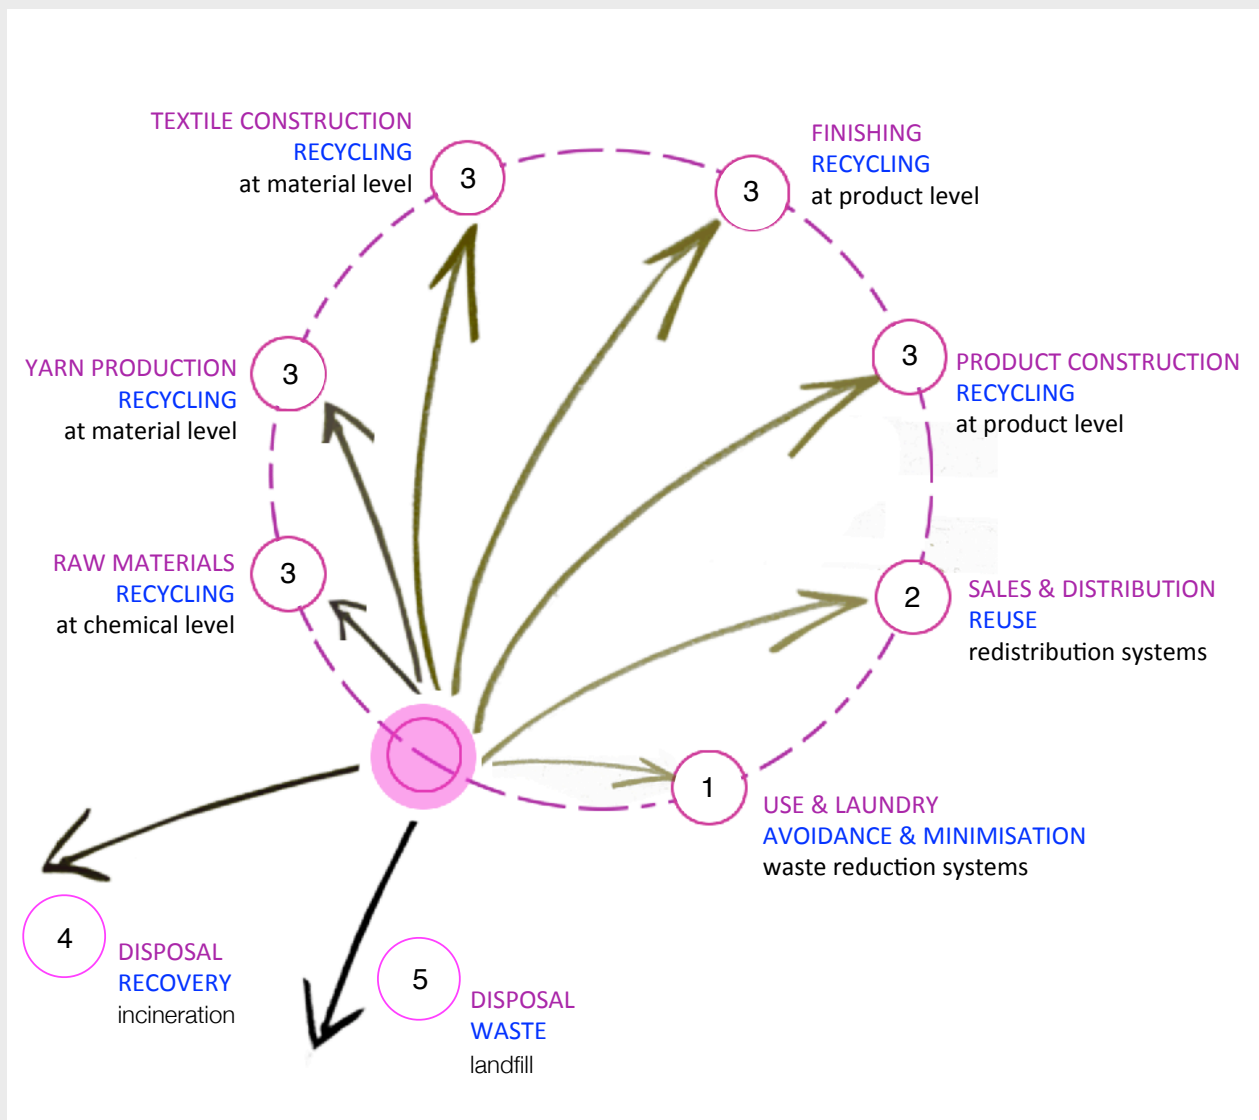 TEXTILE CONSTRUCTION
RECYCLING
at material level
3
FINISHING
RECYCLING
at product level
3
YARN PRODUCTION
RECYCLING
at material level
3
PRODUCT CONSTRUCTION
RECYCLING
at product level
3
RAW MATERIALS
RECYCLING
at chemical level
3
SALES & DISTRIBUTION
REUSE
redistribution systems
2
USE & LAUNDRY
AVOIDANCE & MINIMISATION
waste reduction systems
1
4
DISPOSAL
RECOVERY
incineration
5
DISPOSAL
WASTE
landfill